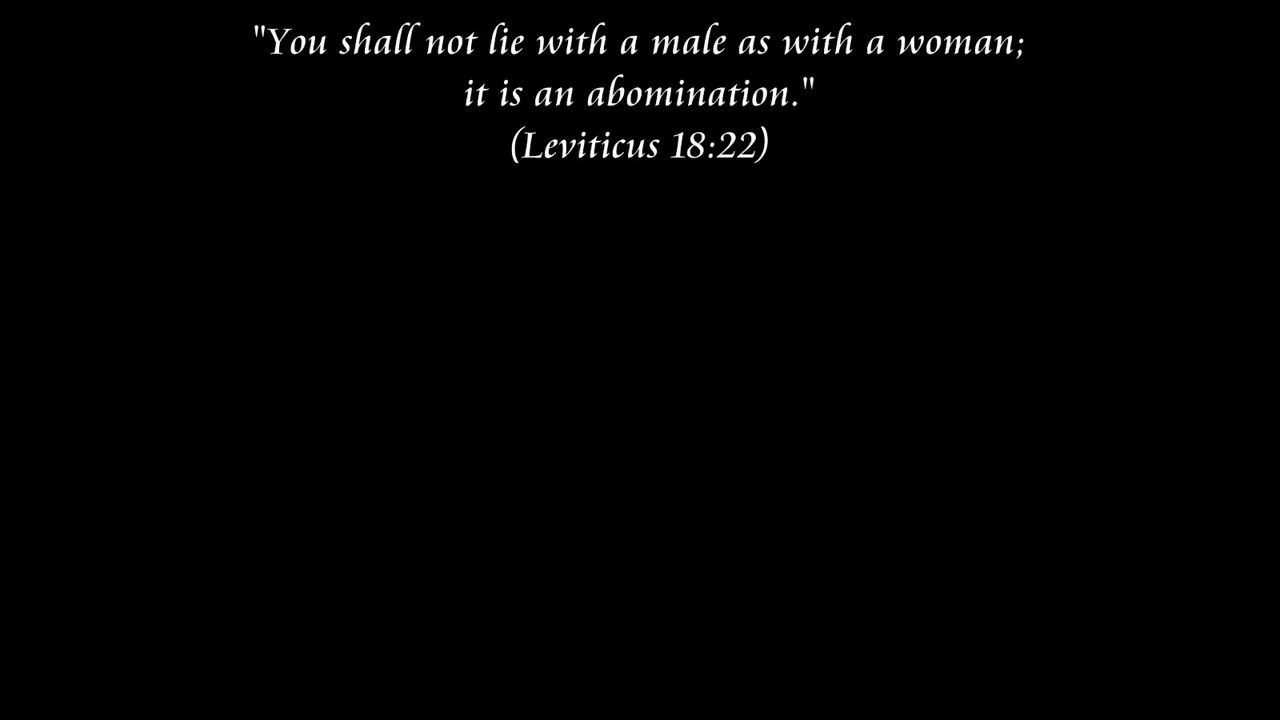 "You shall not lie with a male as with a woman;
it is an abomination."
(Leviticus 18:22)